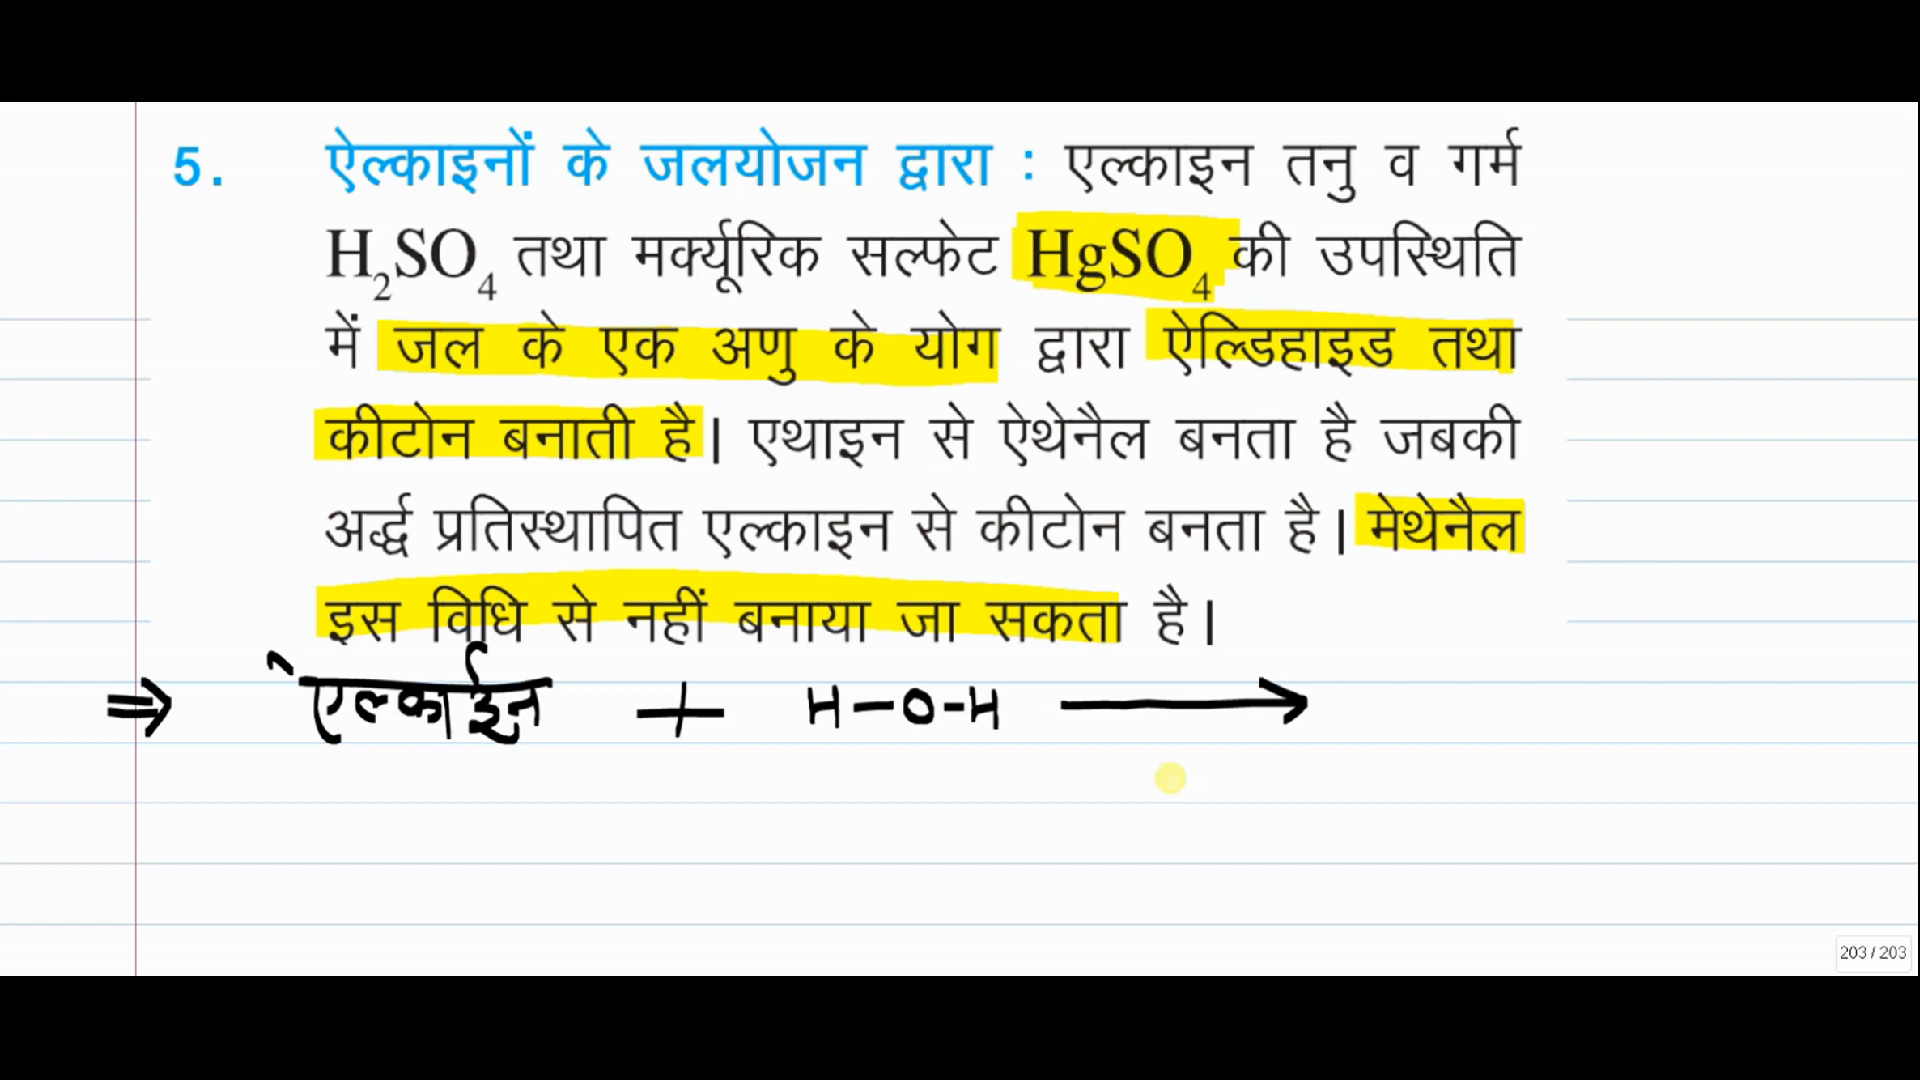 5. ऐल्काइनों के जलयोजन द्वारा : एल्काइन तनु व गर्म
H₂SO₄ तथा मर्क्यूरिक सल्फेट HgSO₄ की उपस्थिति
में जल के एक अणु के योग द्वारा ऐल्डिहाइड तथा
कीटोन बनाती है। एथाइन से ऐथेनैल बनता है जबकी
अर्द्ध प्रतिस्थापित एल्काइन से कीटोन बनता है। मेथेनैल
इस विधि से नहीं बनाया जा सकता है।
⇒ ऐल्काईन + H-O-H ⟶
203 / 203